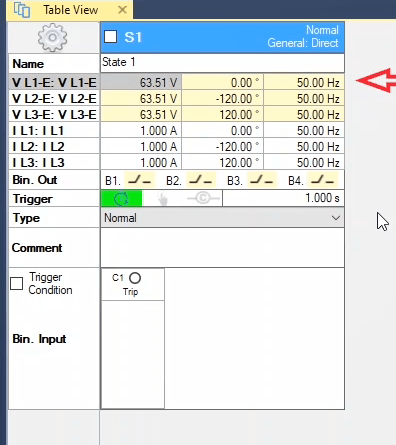 Table View
S1
Normal
General: Direct
Name State 1
V L1-E: V L1-E 63.51 V 0.00 ° 50.00 Hz
V L2-E: V L2-E 63.51 V -120.00 ° 50.00 Hz
V L3-E: V L3-E 63.51 V 120.00 ° 50.00 Hz
I L1: I L1 1.000 A 0.00 ° 50.00 Hz
I L2: I L2 1.000 A -120.00 ° 50.00 Hz
I L3: I L3 1.000 A 120.00 ° 50.00 Hz
Bin. Out B1. B2. B3. B4.
Trigger C 1.000 s
Type Normal
Comment
Trigger
Condition
C1
Trip
Bin. Input